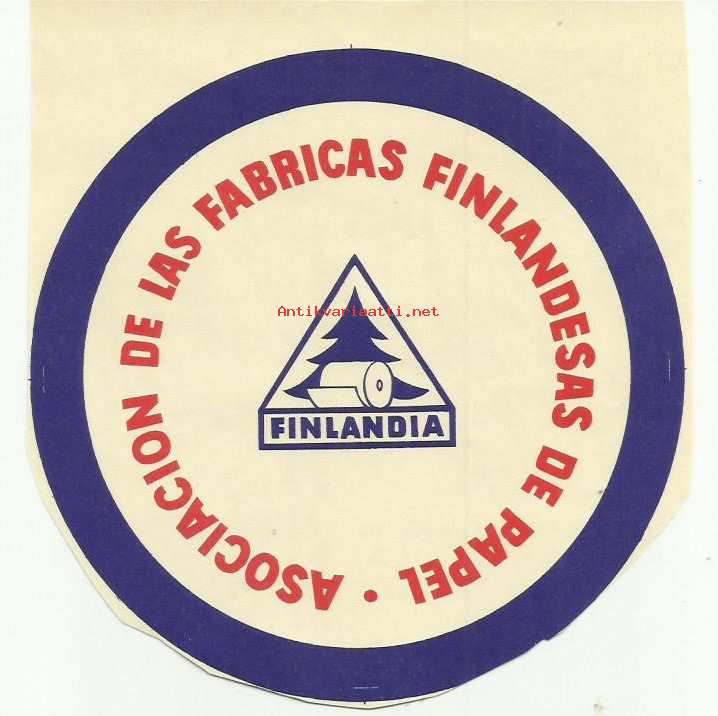 ASOCIACION DE LAS FABRICAS FINLANDESAS DE PAPEL •
Antikvariaatti.net
FINLANDIA